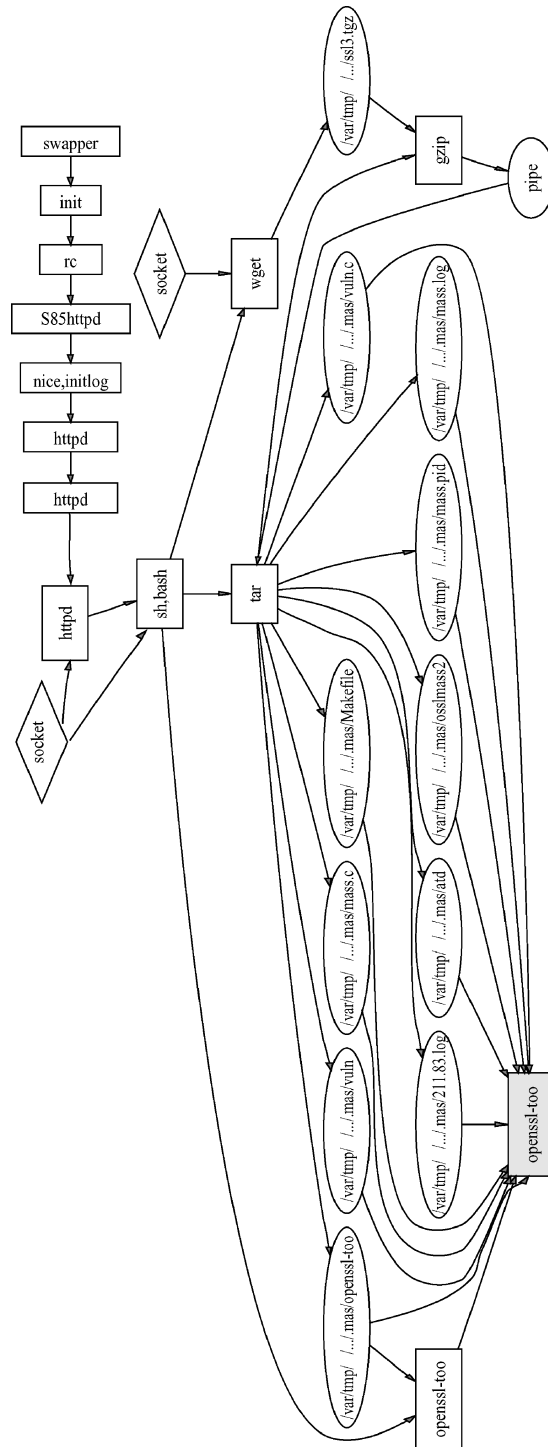 swapper
init
rc
S85httpd
nice,initlog
httpd
httpd
httpd
socket
sh,bash
socket
wget
/var/tmp/ /.../ssl3.tgz
gzip
pipe
tar
/var/tmp/ /.../.mas/vuln.c
/var/tmp/ /.../.mas/mass.log
/var/tmp/ /.../.mas/mass.pid
/var/tmp/ /.../.mas/Makefile
/var/tmp/ /.../.mas/osslmass2
/var/tmp/ /.../.mas/mass.c
/var/tmp/ /.../.mas/atd
/var/tmp/ /.../.mas/vuln
/var/tmp/ /.../.mas/211.83.log
/var/tmp/ /.../.mas/openssl-too
openssl-too
openssl-too